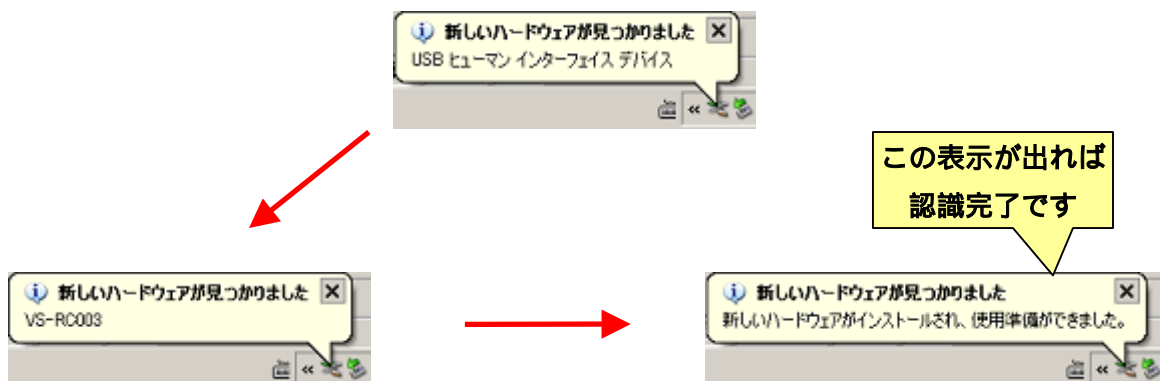 新しいハードウェアが見つかりました
USB ヒューマン インターフェイス デバイス
この表示が出れば
認識完了です
新しいハードウェアが見つかりました
VS-RC003
新しいハードウェアが見つかりました
新しいハードウェアがインストールされ、使用準備ができました。